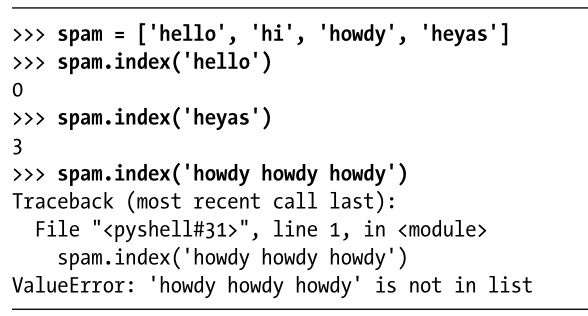 >>> spam = ['hello', 'hi', 'howdy', 'heyas']
>>> spam.index('hello')
0
>>> spam.index('heyas')
3
>>> spam.index('howdy howdy howdy')
Traceback (most recent call last):
  File "<pyshell#31>", line 1, in <module>
    spam.index('howdy howdy howdy')
ValueError: 'howdy howdy howdy' is not in list